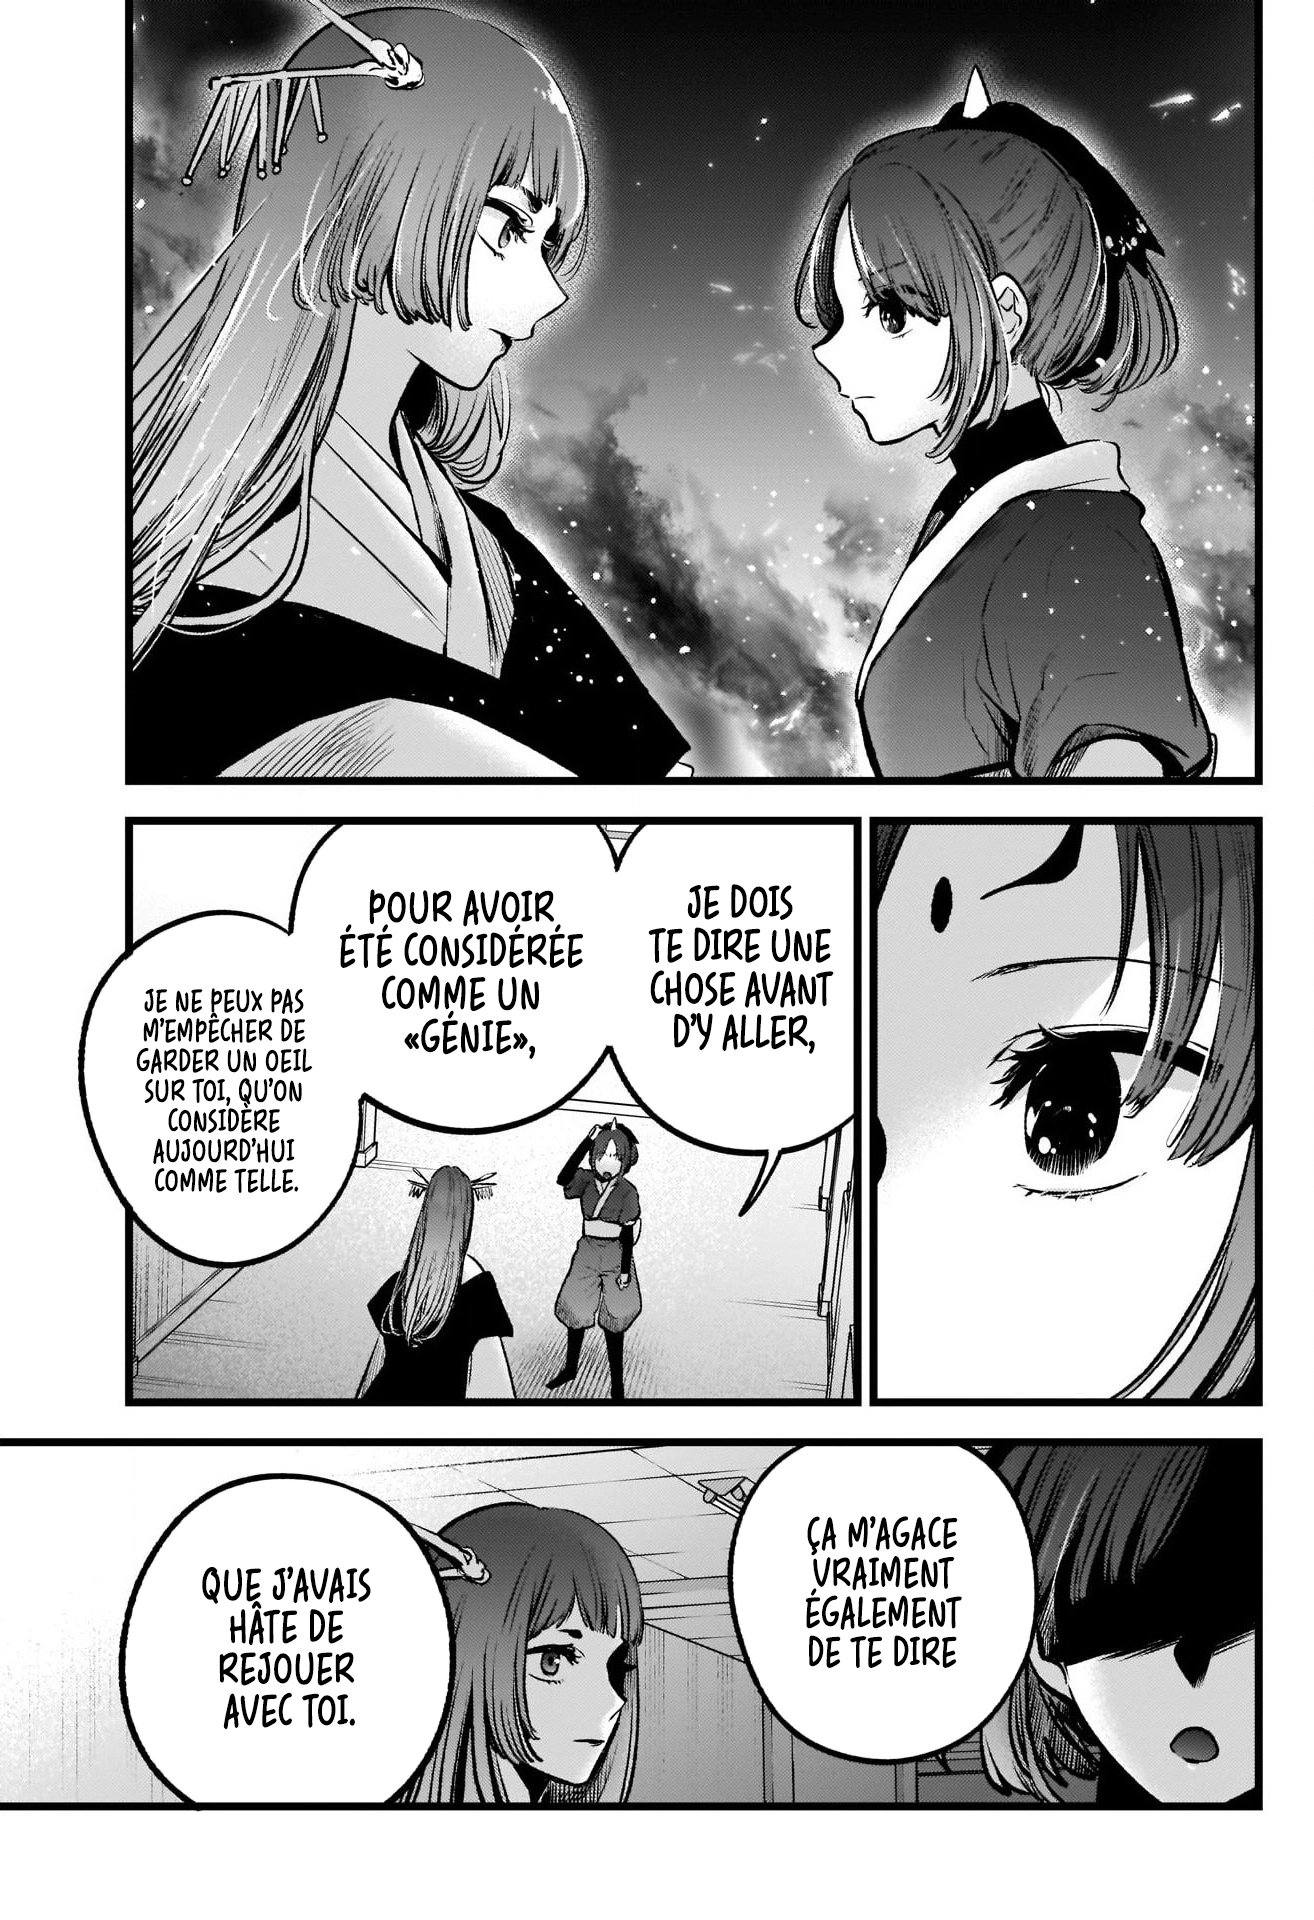 JE DOIS
TE DIRE UNE
CHOSE AVANT
D'Y ALLER,
POUR AVOIR
ÉTÉ CONSIDÉRÉE
COMME UN
«GÉNIE»,
JE NE PEUX PAS
M'EMPÊCHER DE
GARDER UN OEIL
SUR TOI, QU'ON
CONSIDÈRE
AUJOURD'HUI
COMME TELLE.
ÇA M'AGACE
VRAIMENT
ÉGALEMENT
DE TE DIRE
QUE J'AVAIS
HÂTE DE
REJOUER
AVEC TOI.